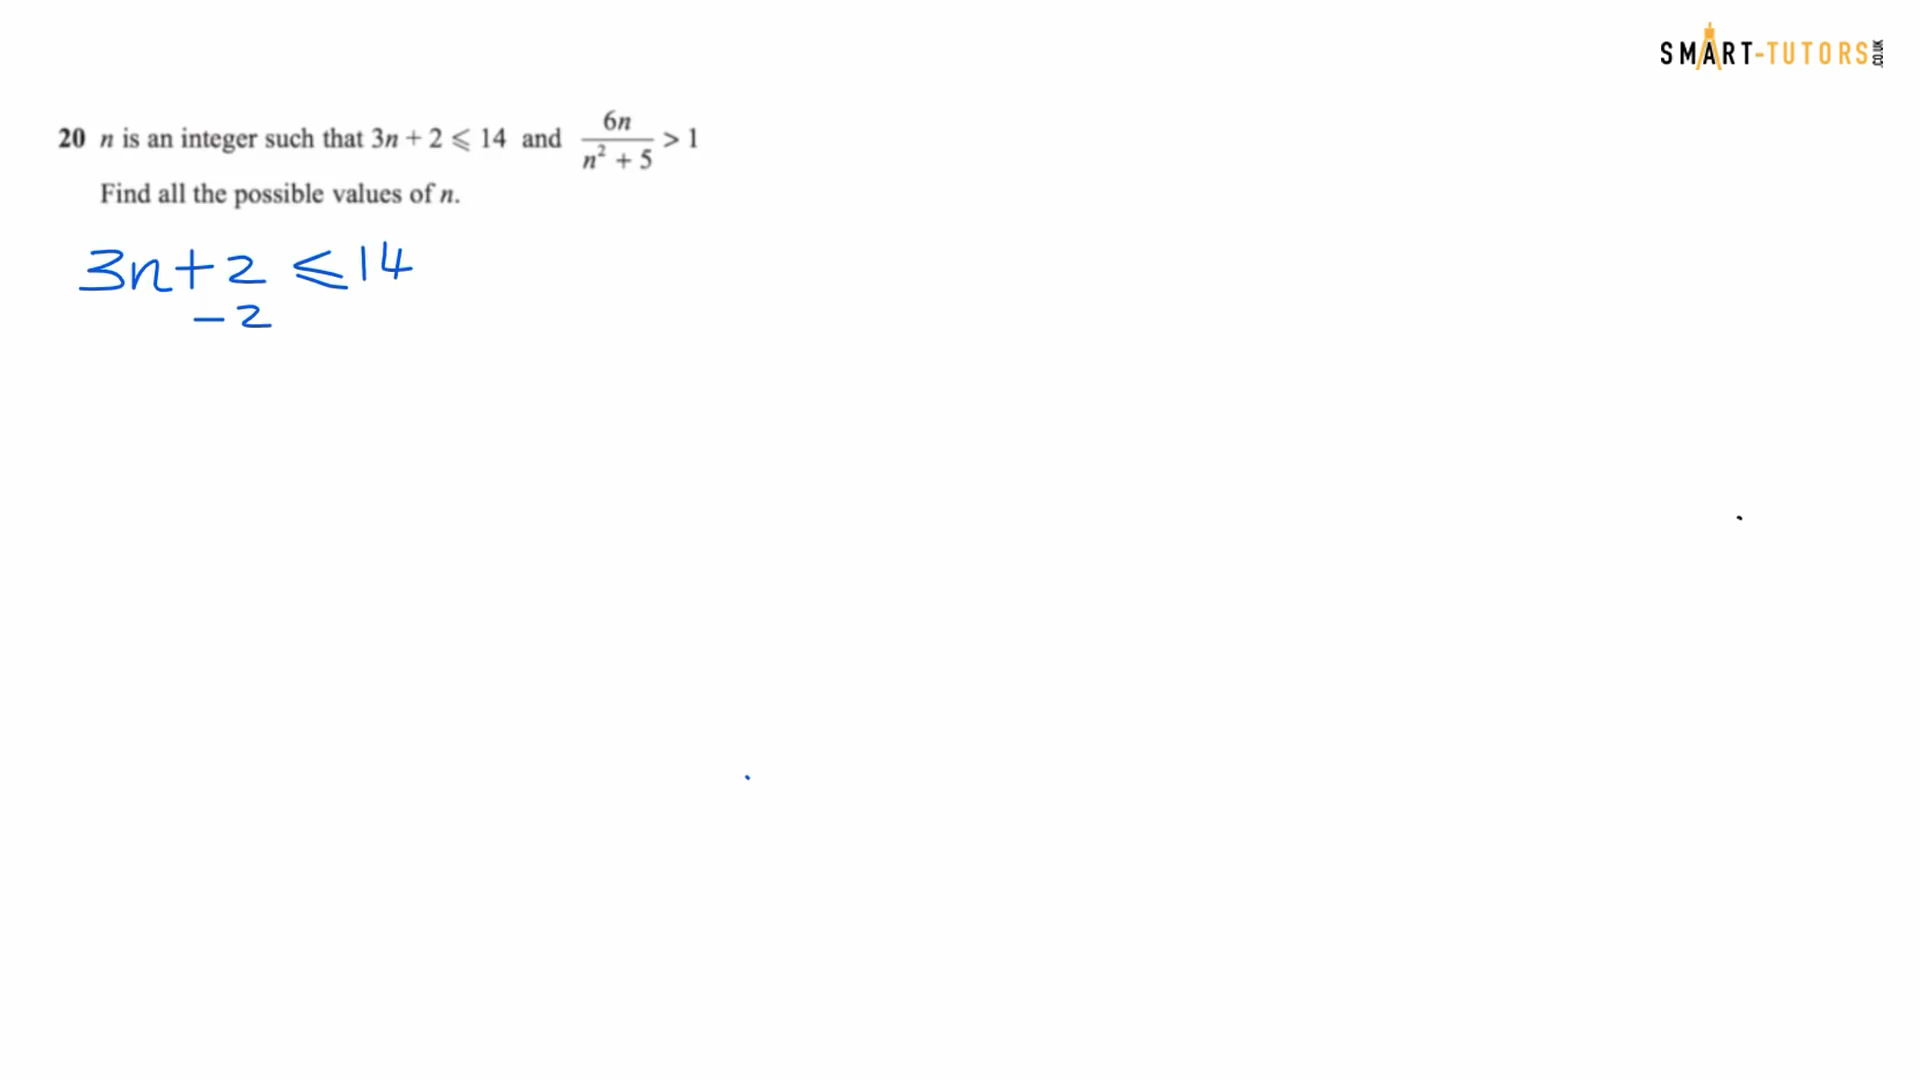 SMART-TUTORS.CO.UK
20 n is an integer such that 3n + 2 ⩽ 14 and 6n / (n² + 5) > 1
Find all the possible values of n.
3n+2 ⩽ 14
-2